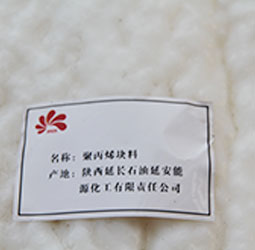 名称：聚丙烯块料
产地：陕西延长石油延安能
源化工有限责任公司